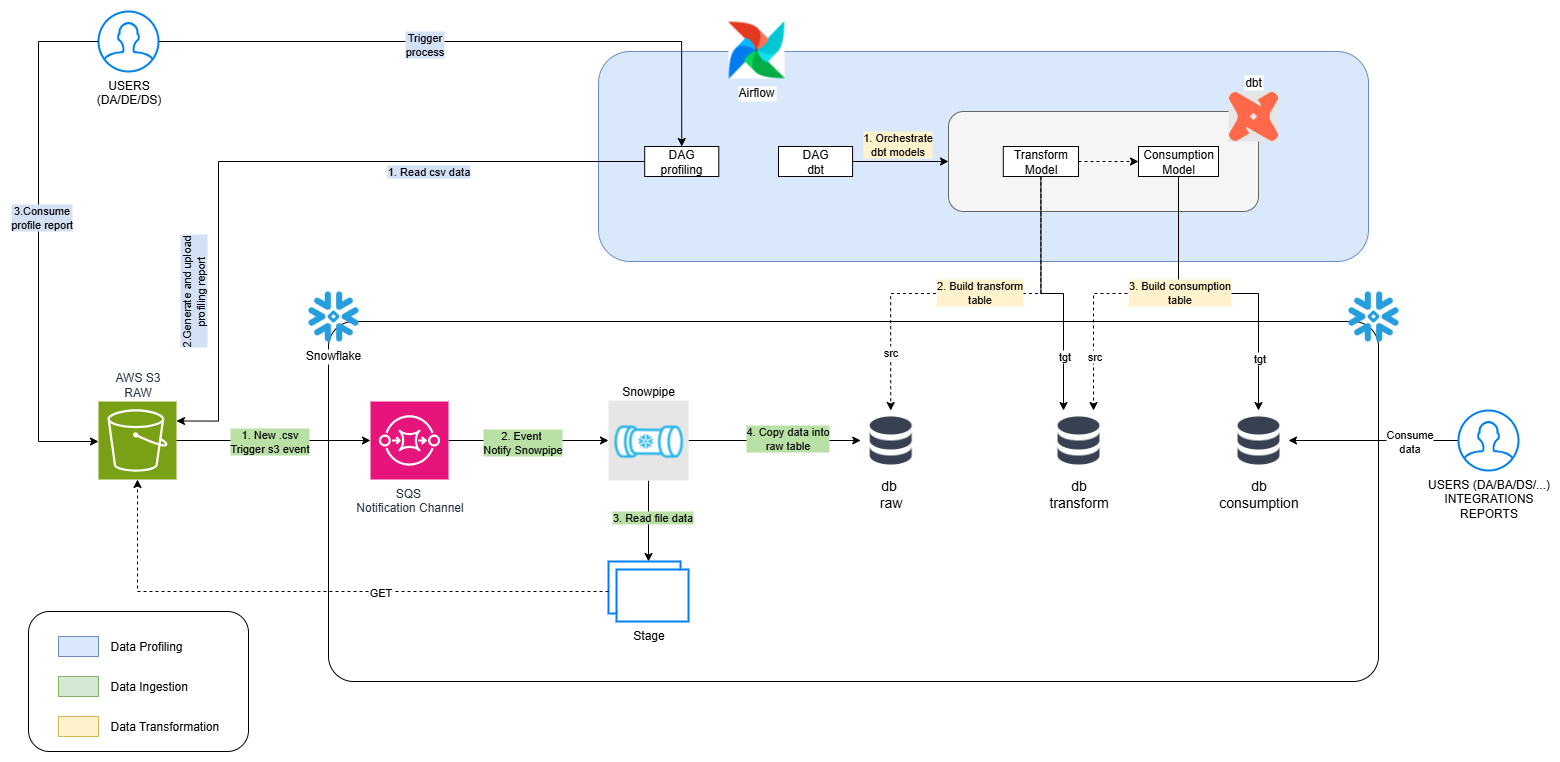 USERS
(DA/DE/DS)
Trigger
process
Airflow
dbt
DAG
profiling
DAG
dbt
1. Orchestrate
dbt models
Transform
Model
Consumption
Model
1. Read csv data
3.Consume
profile report
2.Generate and upload
profiling report
2. Build transform
table
3. Build consumption
table
Snowflake
src
tgt
src
tgt
AWS S3
RAW
1. New .csv
Trigger s3 event
SQS
Notification Channel
2. Event
Notify Snowpipe
Snowpipe
4. Copy data into
raw table
db
raw
db
transform
db
consumption
Consume
data
USERS (DA/BA/DS/...)
INTEGRATIONS
REPORTS
3. Read file data
GET
Stage
Data Profiling
Data Ingestion
Data Transformation